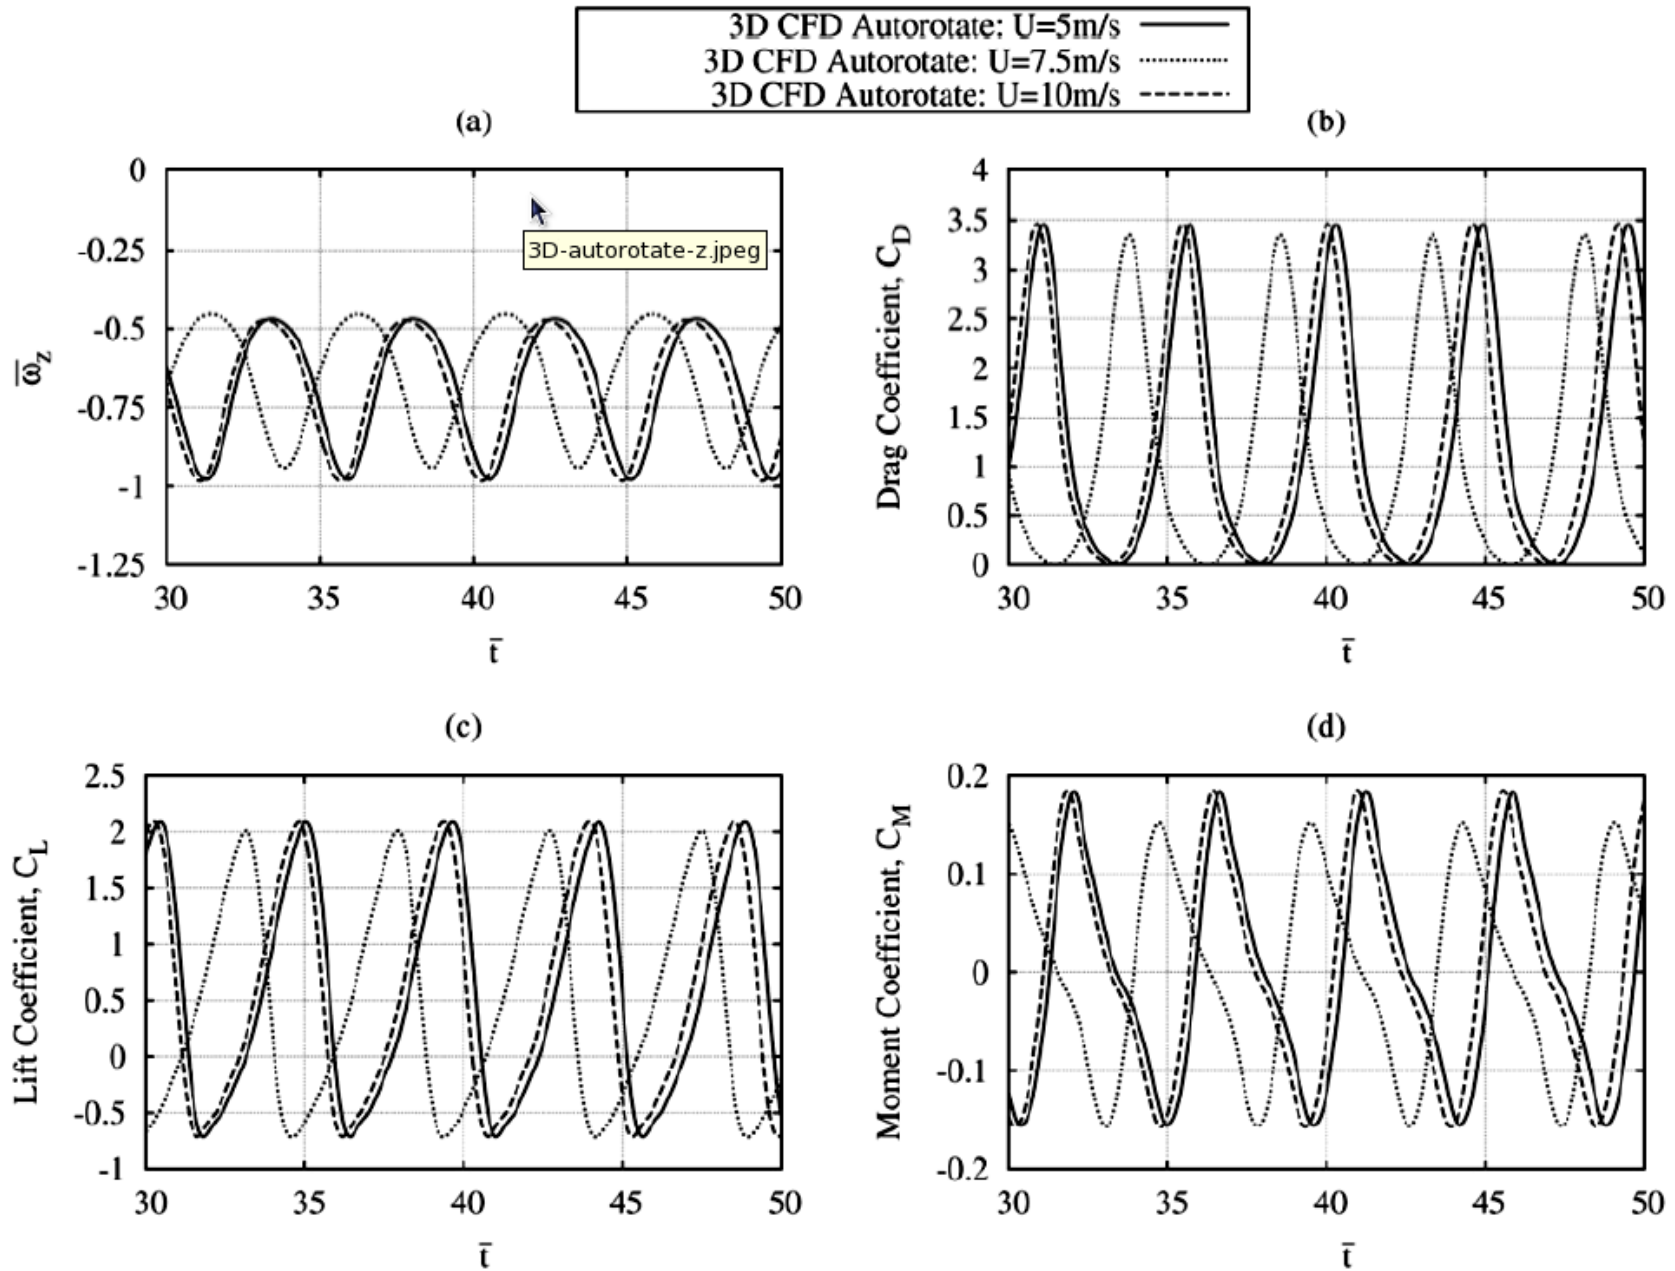 3D CFD Autorotate: U=5m/s
3D CFD Autorotate: U=7.5m/s
3D CFD Autorotate: U=10m/s
(a)
0
-0.25
-0.5
-0.75
-1
-1.25
30 35 40 45 50
ω̅z
t̅
3D-autorotate-z.jpeg
(b)
4
3.5
3
2.5
2
1.5
1
0.5
0
30 35 40 45 50
Drag Coefficient, CD
t̅
(c)
2.5
2
1.5
1
0.5
0
-0.5
-1
30 35 40 45 50
Lift Coefficient, CL
t̅
(d)
0.2
0.1
0
-0.1
-0.2
30 35 40 45 50
Moment Coefficient, CM
t̅